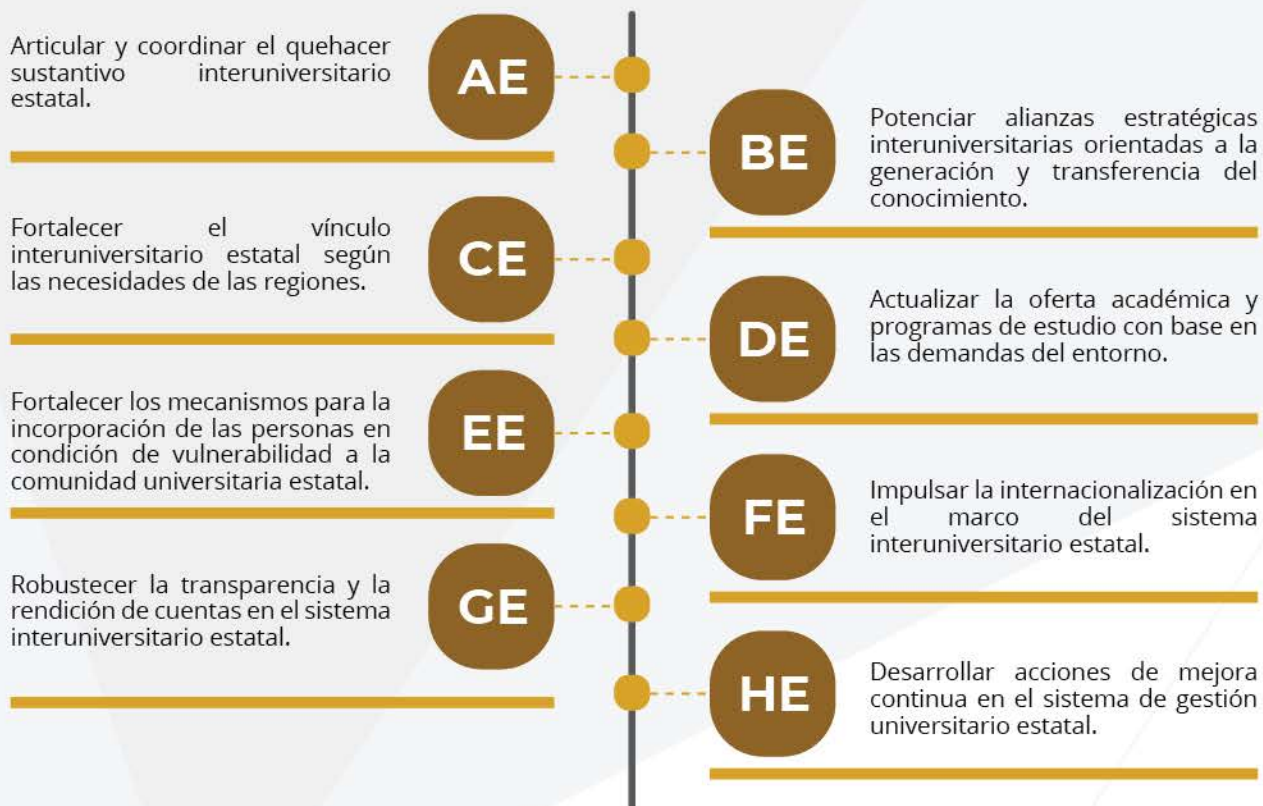 AE
Articular y coordinar el quehacer
sustantivo interuniversitario
estatal.
BE
Potenciar alianzas estratégicas
interuniversitarias orientadas a la
generación y transferencia del
conocimiento.
CE
Fortalecer el vínculo
interuniversitario estatal según
las necesidades de las regiones.
DE
Actualizar la oferta académica y
programas de estudio con base en
las demandas del entorno.
EE
Fortalecer los mecanismos para la
incorporación de las personas en
condición de vulnerabilidad a la
comunidad universitaria estatal.
FE
Impulsar la internacionalización en
el marco del sistema
interuniversitario estatal.
GE
Robustecer la transparencia y la
rendición de cuentas en el sistema
interuniversitario estatal.
HE
Desarrollar acciones de mejora
continua en el sistema de gestión
universitario estatal.